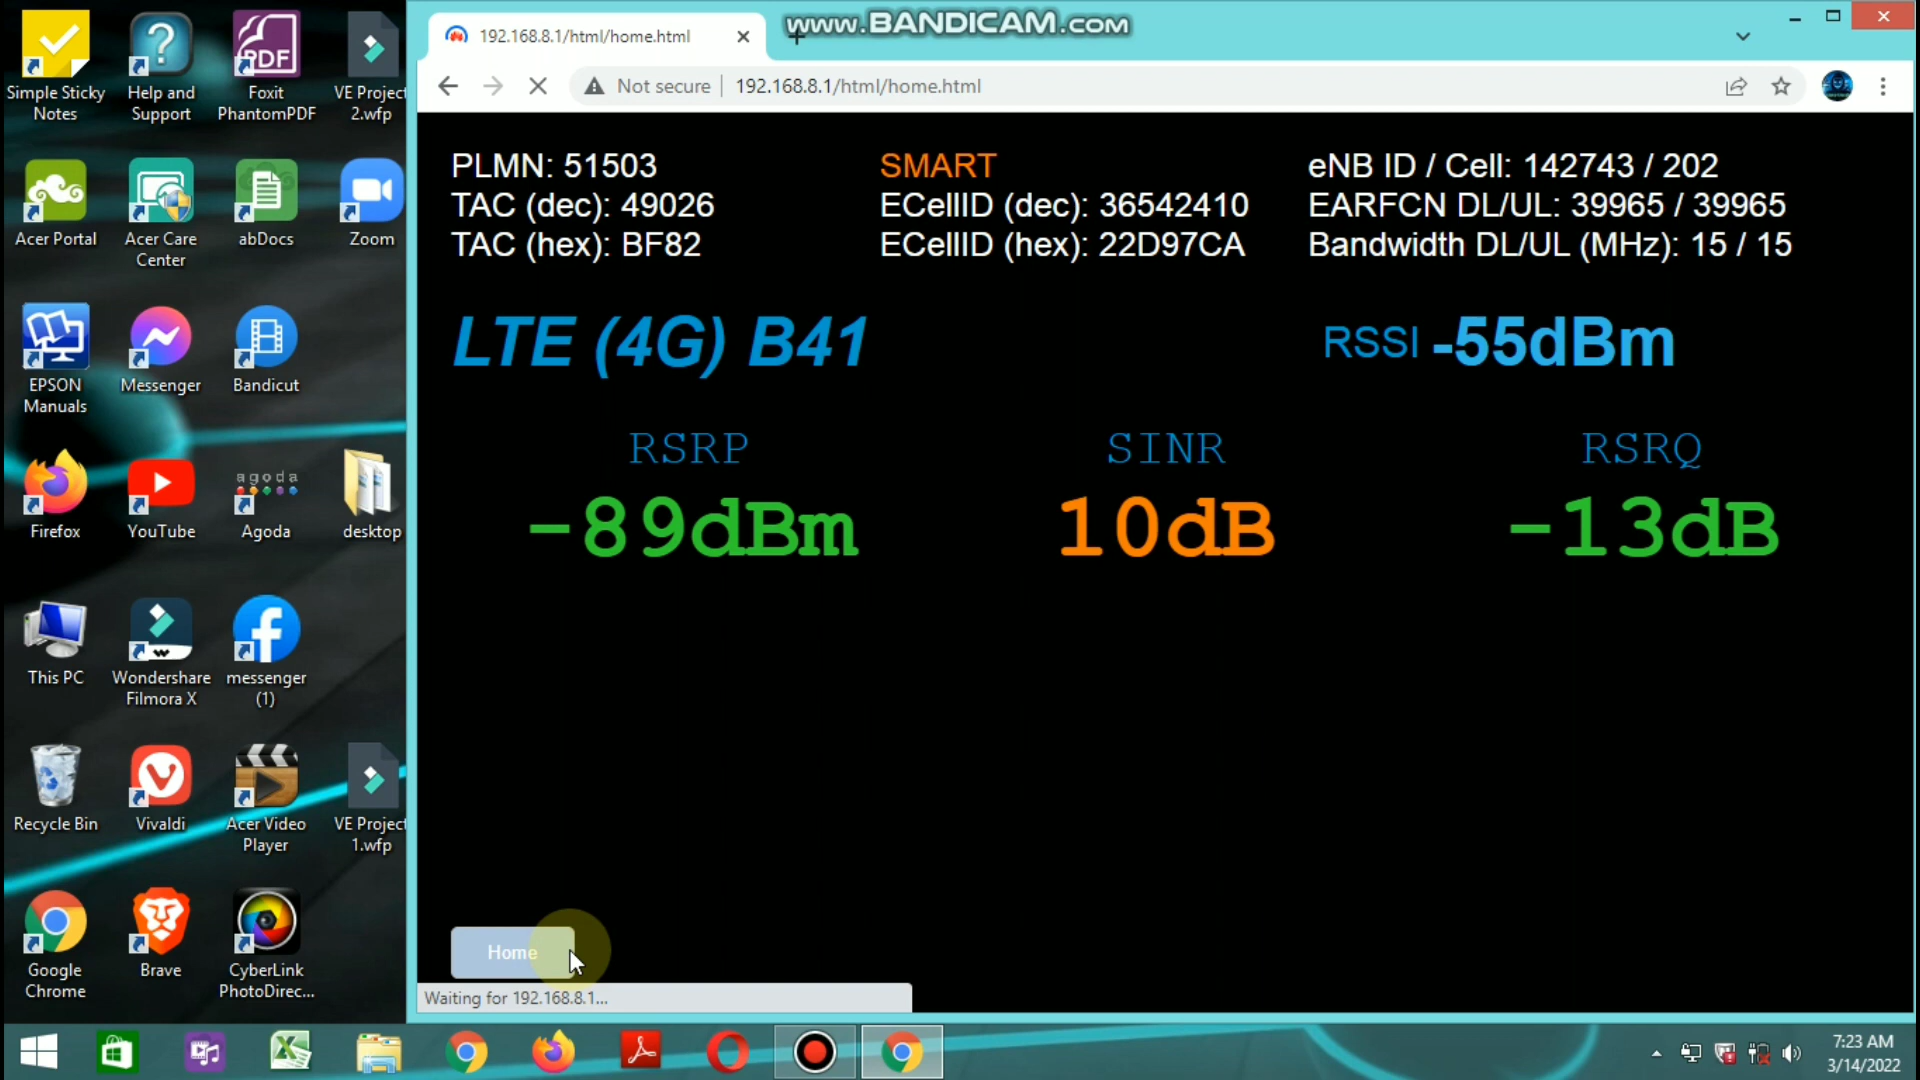 192.168.8.1/html/home.html
www.BANDICAM.com
Not secure
192.168.8.1/html/home.html
PLMN: 51503
TAC (dec): 49026
TAC (hex): BF82
SMART
ECellID (dec): 36542410
ECellID (hex): 22D97CA
eNB ID / Cell: 142743 / 202
EARFCN DL/UL: 39965 / 39965
Bandwidth DL/UL (MHz): 15 / 15
LTE (4G) B41
RSSI -55dBm
RSRP
-89dBm
SINR
10dB
RSRQ
-13dB
Home
Waiting for 192.168.8.1...
Simple Sticky
Notes
Help and
Support
PDF
Foxit
PhantomPDF
VE Project
2.wfp
Acer Portal
Acer Care
Center
abDocs
Zoom
EPSON
Manuals
Messenger
Bandicut
Firefox
YouTube
agoda
Agoda
desktop
This PC
Wondershare
Filmora X
messenger
(1)
Recycle Bin
Vivaldi
Acer Video
Player
VE Project
1.wfp
Google
Chrome
Brave
CyberLink
PhotoDirec...
7:23 AM
3/14/2022